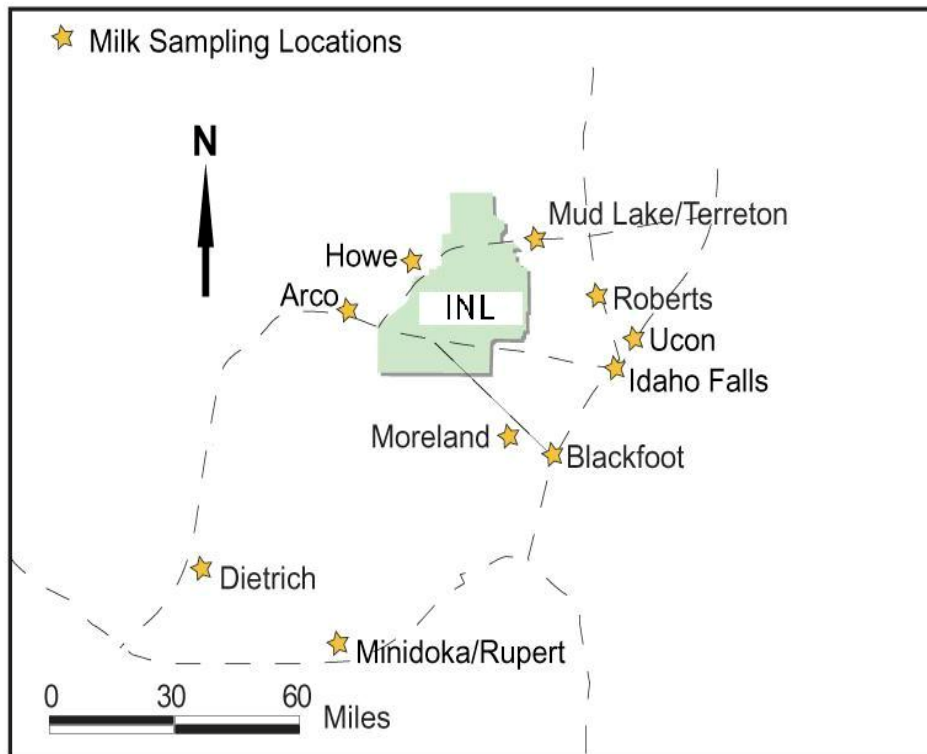 Milk Sampling Locations
N
Mud Lake/Terreton
Howe
Arco
INL
Roberts
Ucon
Idaho Falls
Moreland
Blackfoot
Dietrich
Minidoka/Rupert
0 30 60
Miles